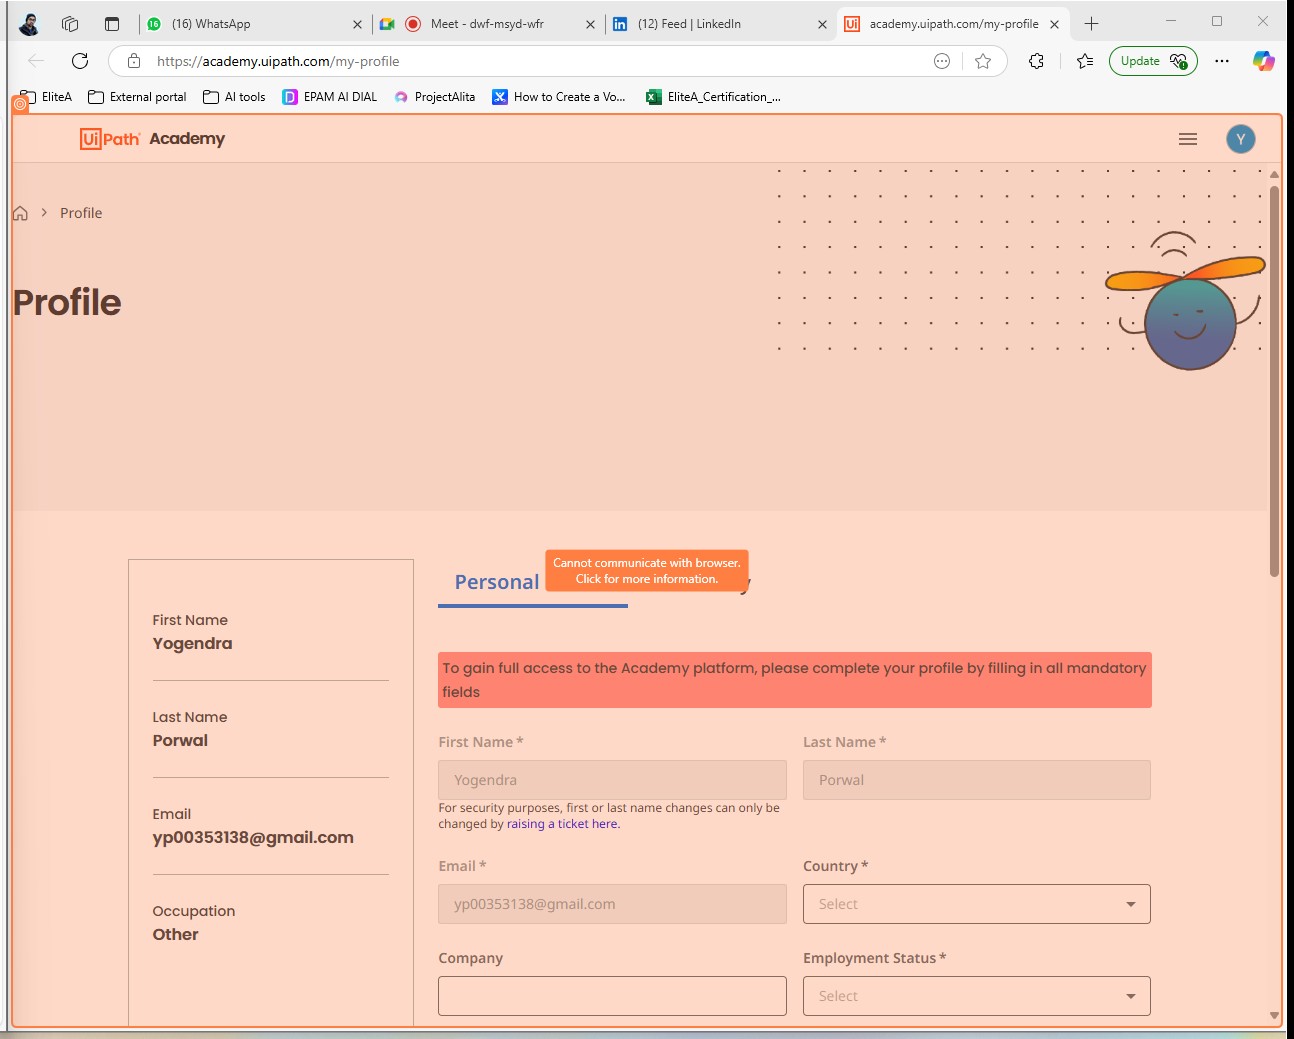 (16) WhatsApp
Meet - dwf-msyd-wfr
(12) Feed | LinkedIn
academy.uipath.com/my-profile
https://academy.uipath.com/my-profile
Update
EliteA
External portal
AI tools
EPAM AI DIAL
ProjectAlita
How to Create a Vo...
EliteA_Certification_...
UiPath Academy
Y
Profile
Profile
First Name
Yogendra
Last Name
Porwal
Email
yp00353138@gmail.com
Occupation
Other
Personal
Cannot communicate with browser.
Click for more information.
To gain full access to the Academy platform, please complete your profile by filling in all mandatory
fields
First Name *
Last Name *
Yogendra
Porwal
For security purposes, first or last name changes can only be
changed by raising a ticket here.
Email *
Country *
yp00353138@gmail.com
Select
Company
Employment Status *
Select